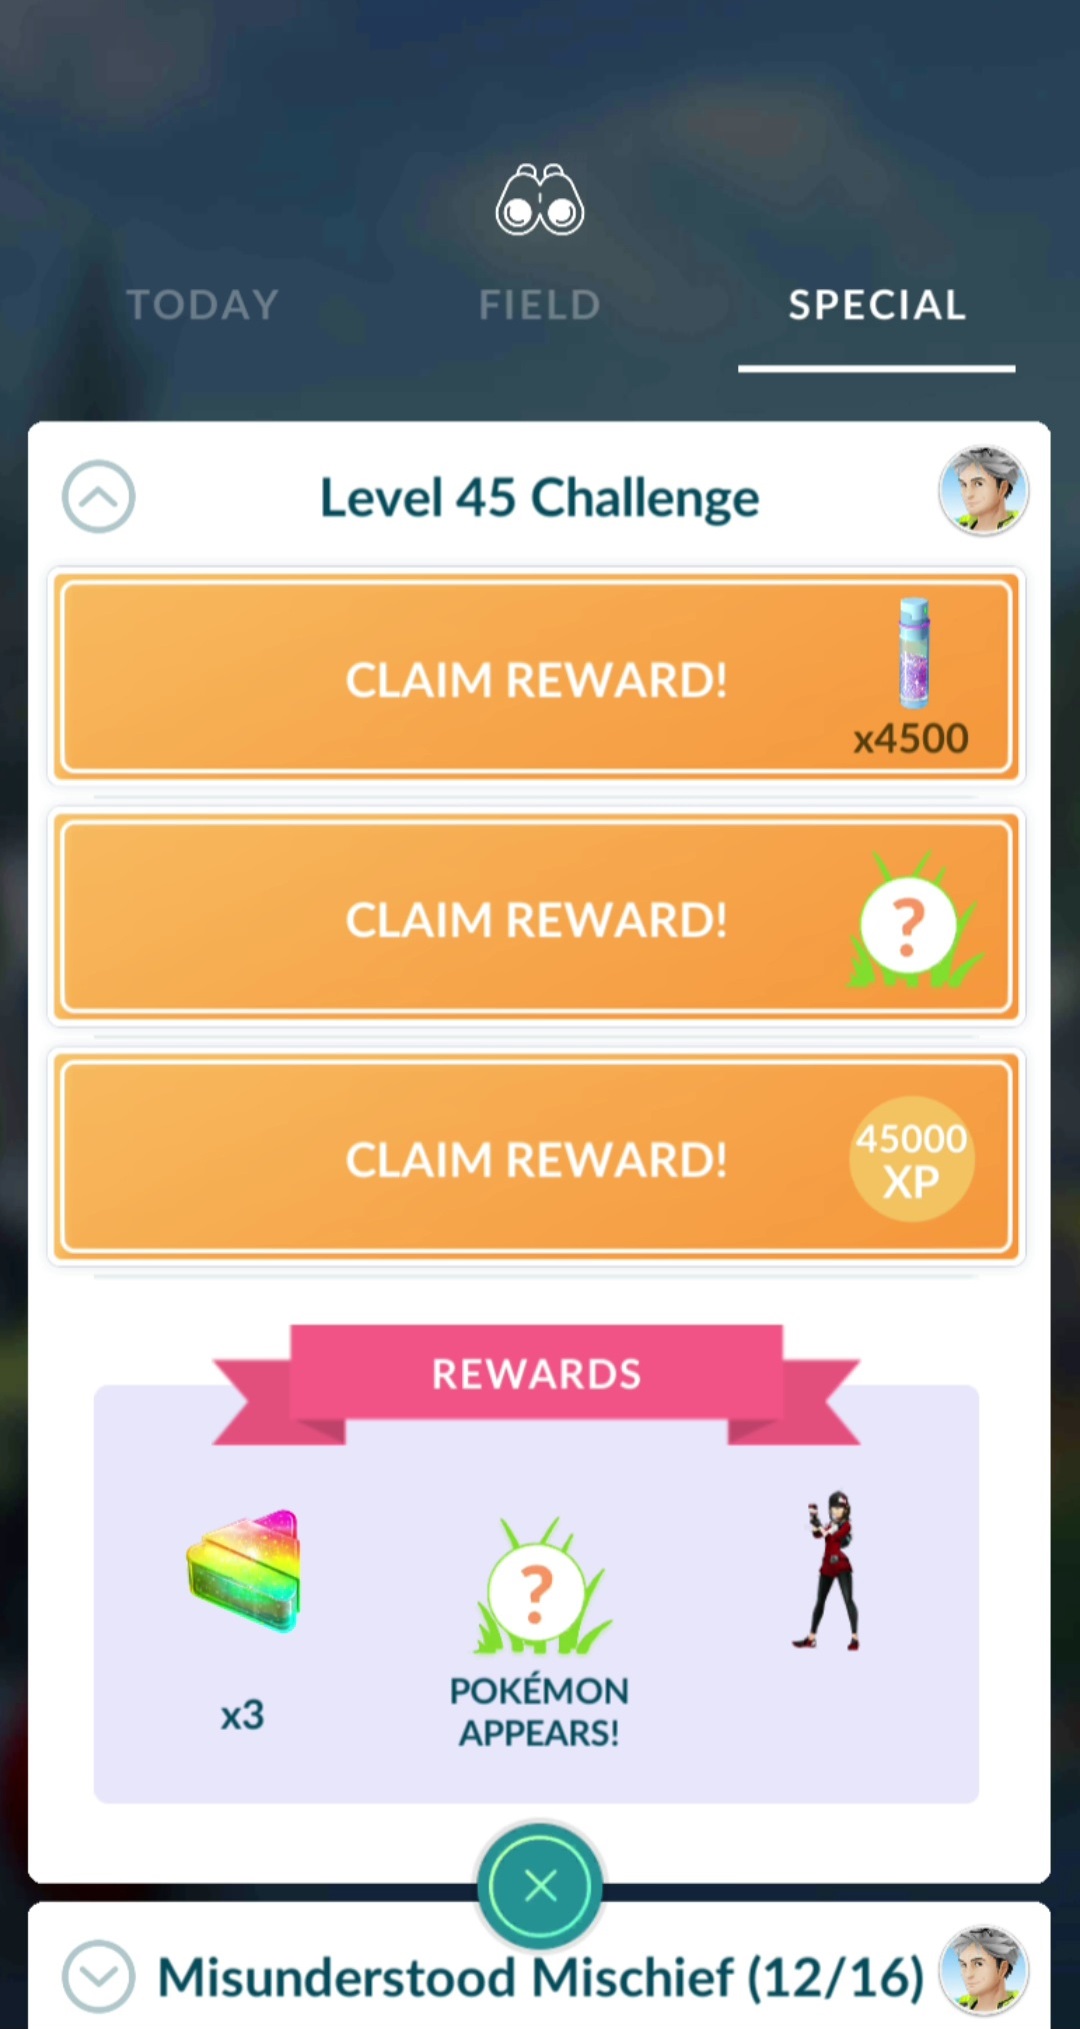 TODAY FIELD SPECIAL
Level 45 Challenge
CLAIM REWARD!
x4500
CLAIM REWARD!
?
CLAIM REWARD!
45000
XP
REWARDS
?
x3
POKÉMON
APPEARS!
Misunderstood Mischief (12/16)